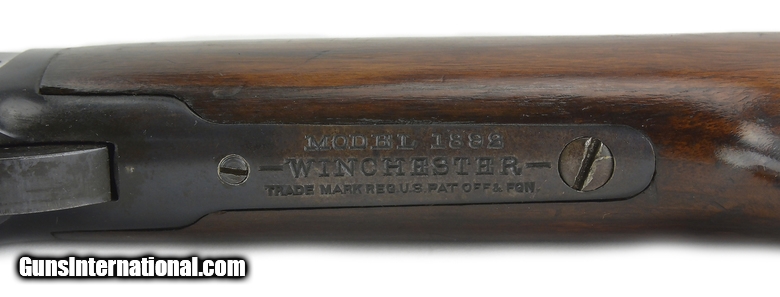 MODEL 1892
—WINCHESTER—
TRADE MARK REG. U.S. PAT. OFF. & FGN.
GunsInternational.com